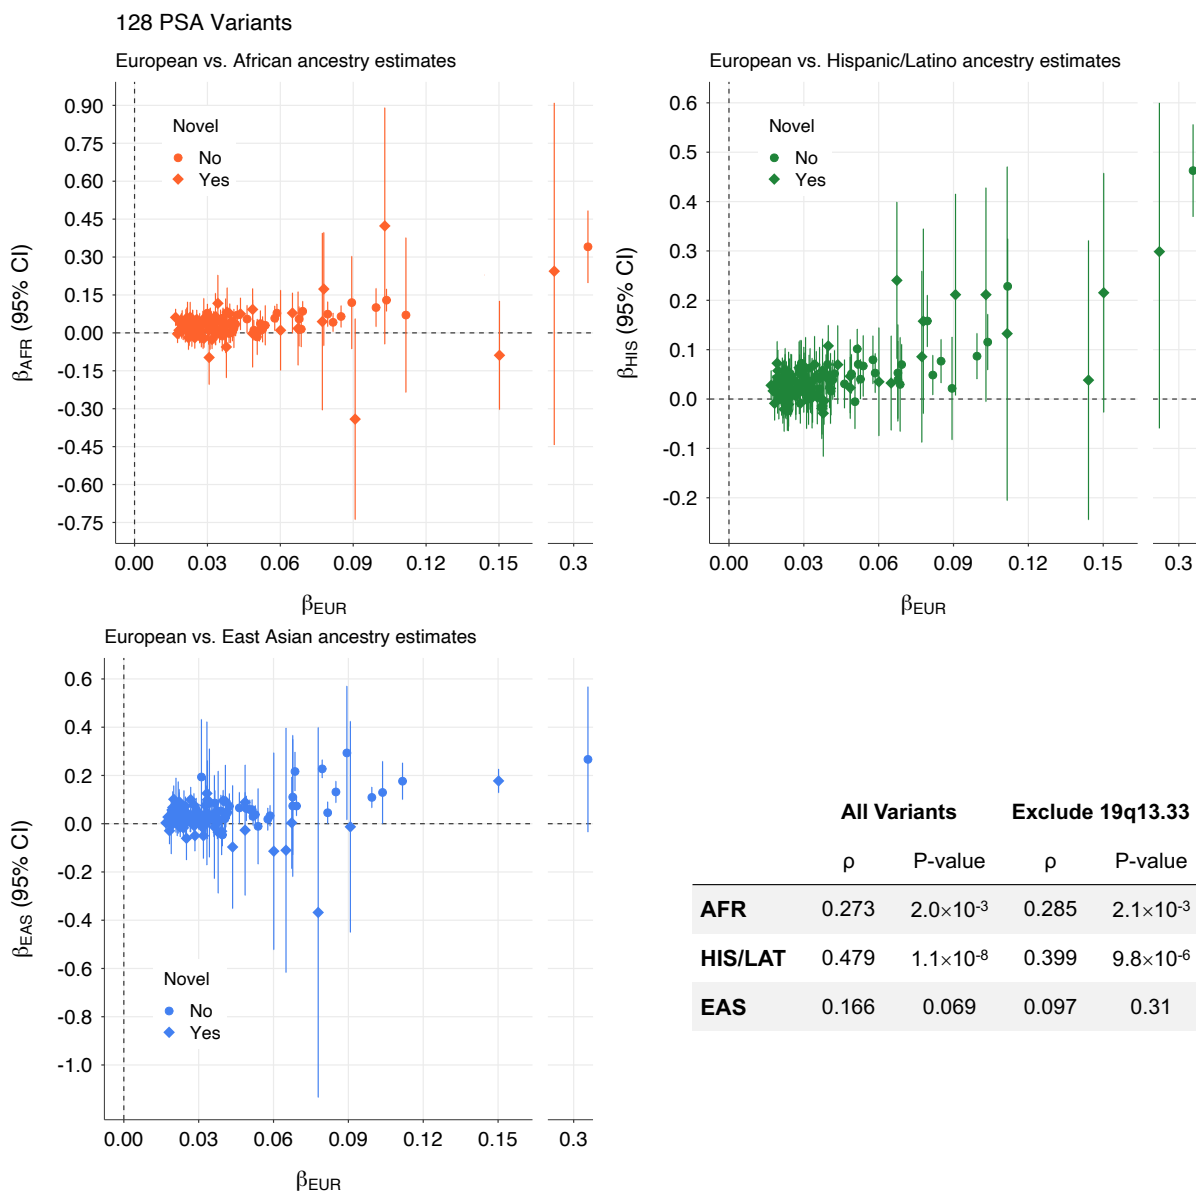 128 PSA Variants
European vs. African ancestry estimates
0.90
0.75
0.60
0.45
0.30
0.15
0.00
-0.15
-0.30
-0.45
-0.60
-0.75
β_AFR (95% CI)
Novel
No
Yes
0.00 0.03 0.06 0.09 0.12 0.15 0.3
β_EUR
European vs. Hispanic/Latino ancestry estimates
0.6
0.5
0.4
0.3
0.2
0.1
0.0
-0.1
-0.2
β_HIS (95% CI)
Novel
No
Yes
0.00 0.03 0.06 0.09 0.12 0.15 0.3
β_EUR
European vs. East Asian ancestry estimates
0.6
0.4
0.2
0.0
-0.2
-0.4
-0.6
-0.8
-1.0
β_EAS (95% CI)
Novel
No
Yes
0.00 0.03 0.06 0.09 0.12 0.15 0.3
β_EUR
All Variants Exclude 19q13.33
ρ P-value ρ P-value
AFR 0.273 2.0×10⁻³ 0.285 2.1×10⁻³
HIS/LAT 0.479 1.1×10⁻⁸ 0.399 9.8×10⁻⁶
EAS 0.166 0.069 0.097 0.31